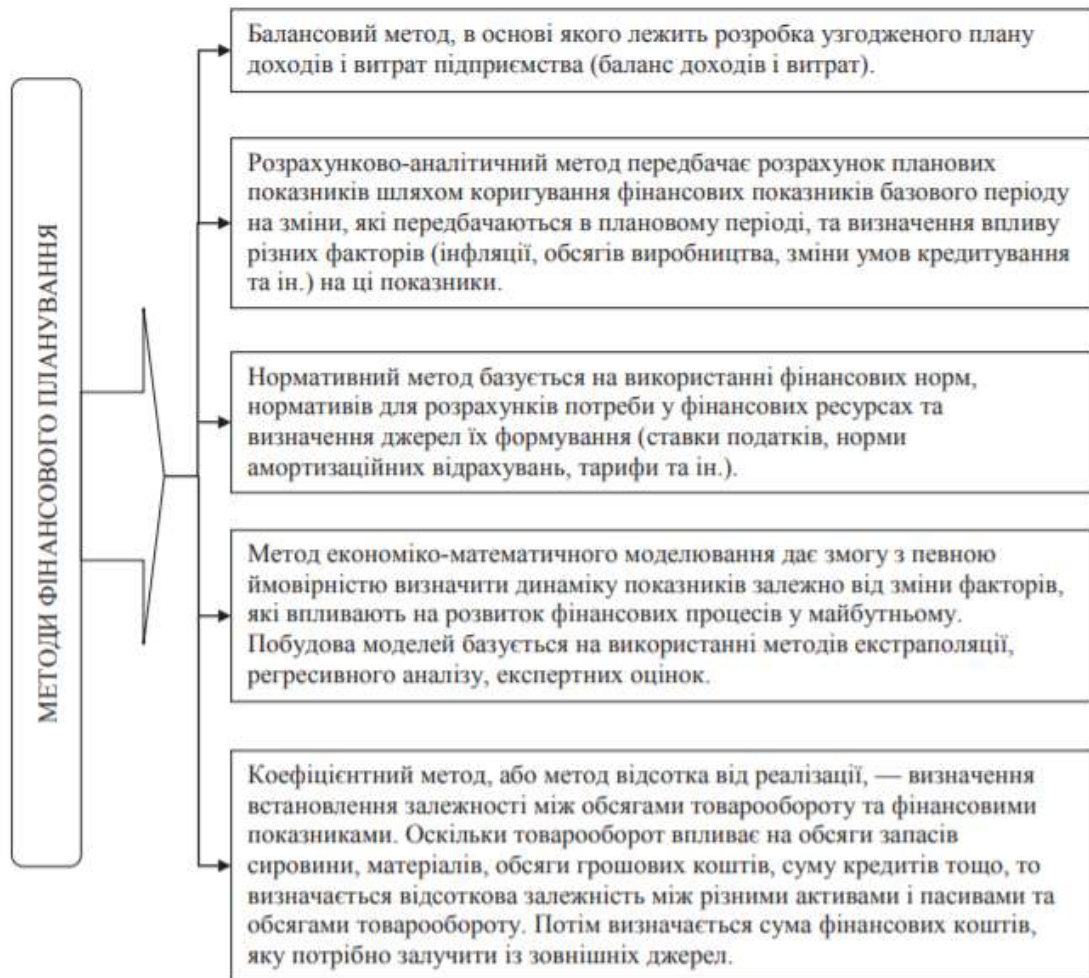 МЕТОДИ ФІНАНСОВОГО ПЛАНУВАННЯ
Балансовий метод, в основі якого лежить розробка узгодженого плану
доходів і витрат підприємства (баланс доходів і витрат).
Розрахунково-аналітичний метод передбачає розрахунок планових
показників шляхом коригування фінансових показників базового періоду
на зміни, які передбачаються в плановому періоді, та визначення впливу
різних факторів (інфляції, обсягів виробництва, зміни умов кредитування
та ін.) на ці показники.
Нормативний метод базується на використанні фінансових норм,
нормативів для розрахунків потреби у фінансових ресурсах та
визначення джерел їх формування (ставки податків, норми
амортизаційних відрахувань, тарифи та ін.).
Метод економіко-математичного моделювання дає змогу з певною
ймовірністю визначити динаміку показників залежно від зміни факторів,
які впливають на розвиток фінансових процесів у майбутньому.
Побудова моделей базується на використанні методів екстраполяції,
регресивного аналізу, експертних оцінок.
Коефіцієнтний метод, або метод відсотка від реалізації, — визначення
встановлення залежності між обсягами товарообороту та фінансовими
показниками. Оскільки товарооборот впливає на обсяги запасів
сировини, матеріалів, обсяги грошових коштів, суму кредитів тощо, то
визначається відсоткова залежність між різними активами і пасивами та
обсягами товарообороту. Потім визначається сума фінансових коштів,
яку потрібно залучити із зовнішніх джерел.